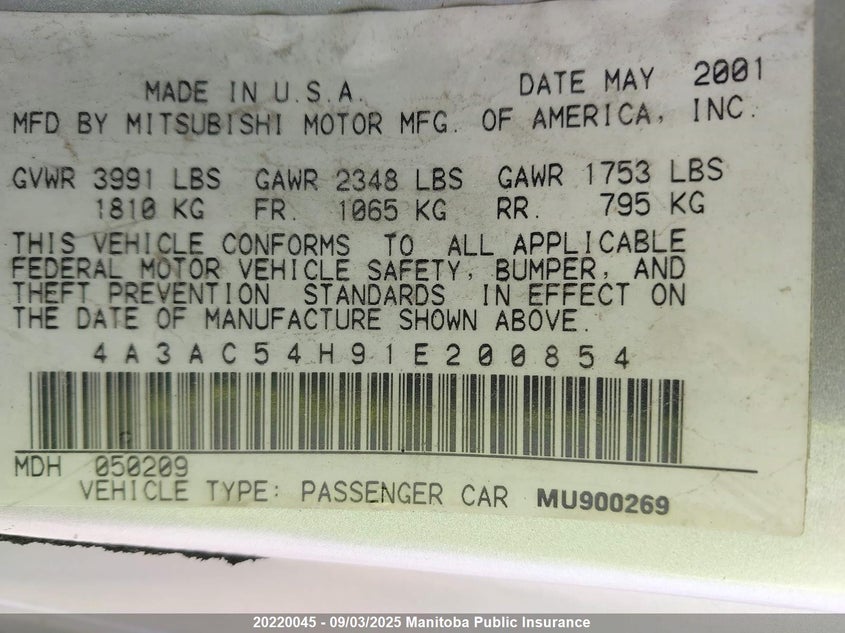 MADE IN U.S.A. DATE MAY 2001
MFD BY MITSUBISHI MOTOR MFG. OF AMERICA, INC.
GVWR 3991 LBS GAWR 2348 LBS GAWR 1753 LBS
1810 KG FR. 1065 KG RR. 795 KG
THIS VEHICLE CONFORMS TO ALL APPLICABLE
FEDERAL MOTOR VEHICLE SAFETY, BUMPER, AND
THEFT PREVENTION STANDARDS IN EFFECT ON
THE DATE OF MANUFACTURE SHOWN ABOVE.
4A3AC54H91E200854
MDH 050209
VEHICLE TYPE: PASSENGER CAR MU900269
20220045 - 09/03/2025 Manitoba Public Insurance